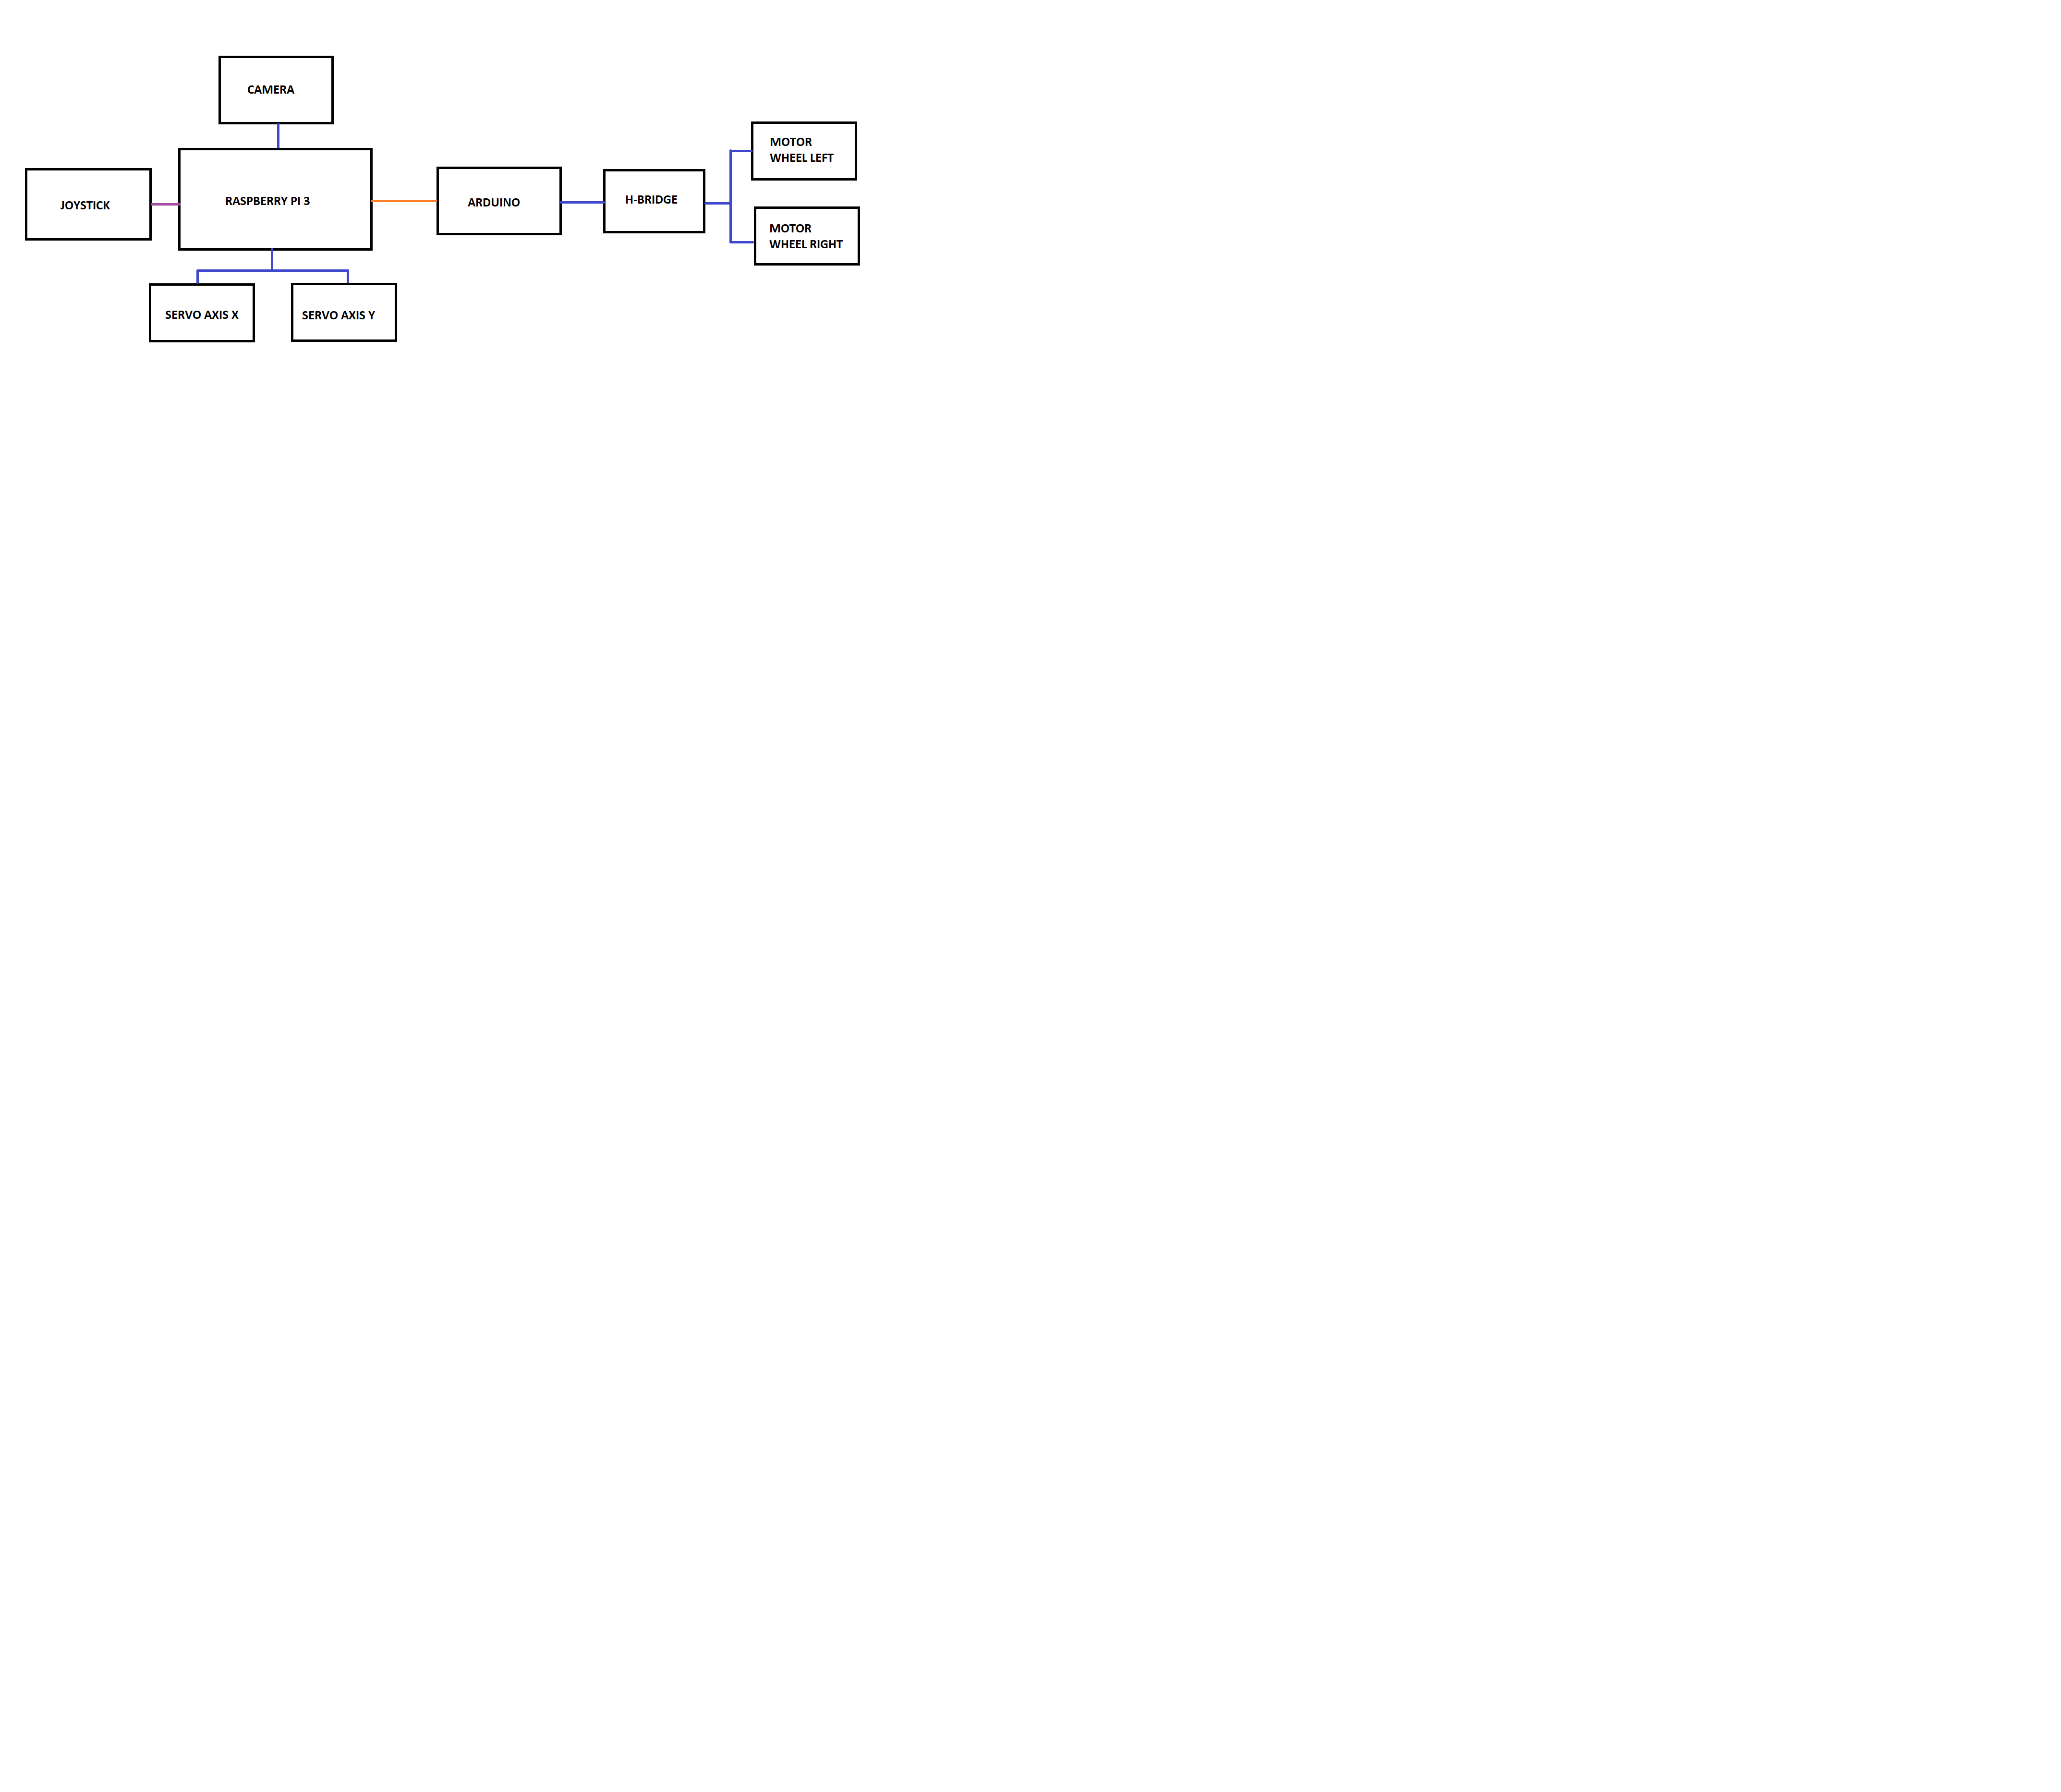 CAMERA
MOTOR
WHEEL LEFT
JOYSTICK
RASPBERRY PI 3
ARDUINO
H-BRIDGE
MOTOR
WHEEL RIGHT
SERVO AXIS X
SERVO AXIS Y